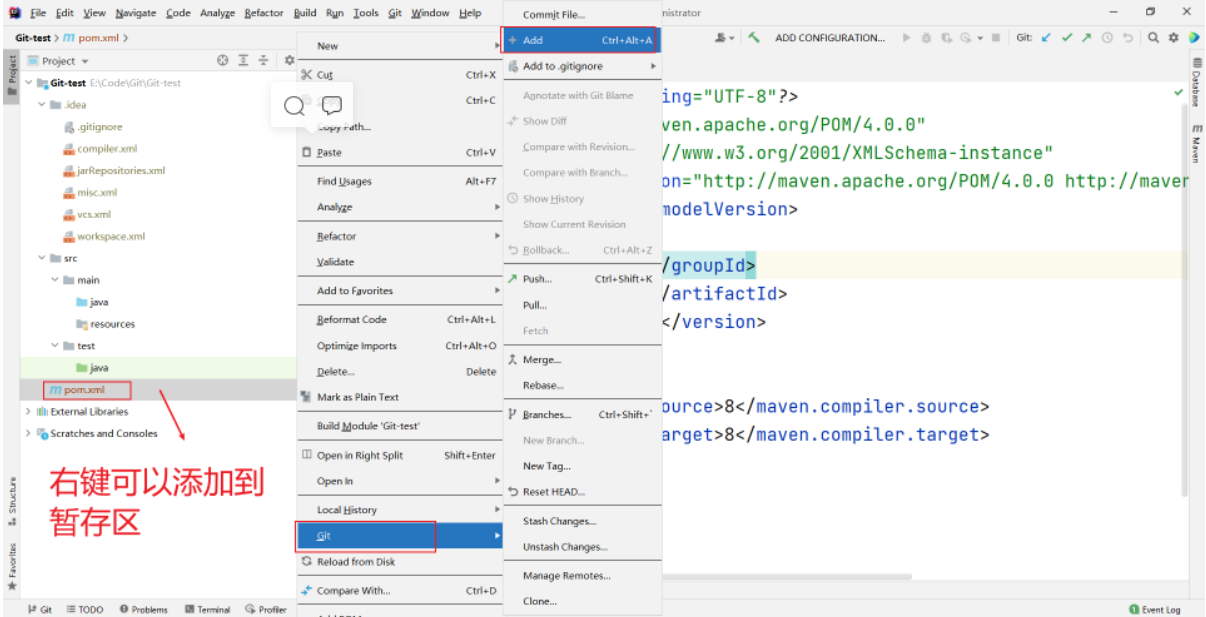 File Edit View Navigate Code Analyze Refactor Build Run Tools Git Window Help
nistrator
Git-test > m pom.xml >
ADD CONFIGURATION...
Git:
Project
Git-test E:\Code\Git\Git-test
.idea
.gitignore
compiler.xml
jarRepositories.xml
misc.xml
vcs.xml
workspace.xml
src
main
java
resources
test
java
pom.xml
External Libraries
Scratches and Consoles
右键可以添加到
暂存区
Project
Structure
Favorites
New
Cut Ctrl+X
Copy Ctrl+C
Copy Path...
Paste Ctrl+V
Find Usages Alt+F7
Analyze
Refactor
Validate
Add to Favorites
Reformat Code Ctrl+Alt+L
Optimize Imports Ctrl+Alt+O
Delete... Delete
Mark as Plain Text
Build Module 'Git-test'
Open in Right Split Shift+Enter
Open In
Local History
Git
Reload from Disk
Compare With... Ctrl+D
Commit File...
Add Ctrl+Alt+A
Add to .gitignore
Annotate with Git Blame
Show Diff
Compare with Revision...
Compare with Branch...
Show History
Show Current Revision
Rollback... Ctrl+Alt+Z
Push... Ctrl+Shift+K
Pull...
Fetch
Merge...
Rebase...
Branches... Ctrl+Shift+`
New Branch...
New Tag...
Reset HEAD...
Stash Changes...
Unstash Changes...
Manage Remotes...
Clone...
ing="UTF-8"?>
ven.apache.org/POM/4.0.0"
//www.w3.org/2001/XMLSchema-instance"
on="http://maven.apache.org/POM/4.0.0 http://maver
modelVersion>
/groupId>
/artifactId>
</version>
ource>8</maven.compiler.source>
arget>8</maven.compiler.target>
Database
m Maven
Git TODO Problems Terminal Profiler
1 Event Log